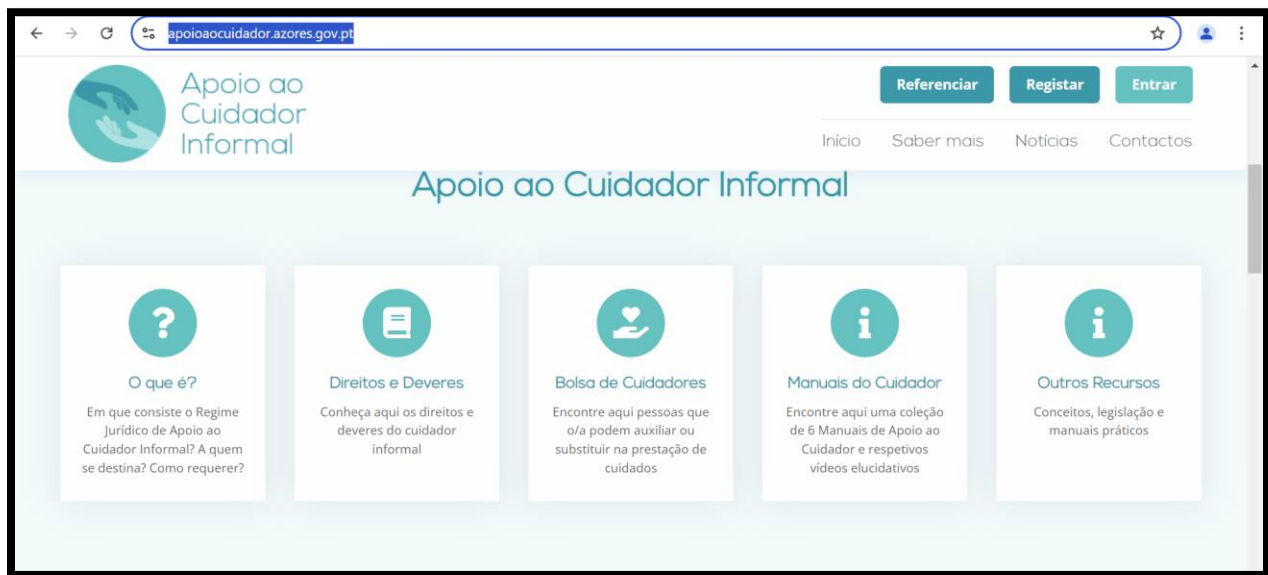 apoioaocuidador.azores.gov.pt
Apoio ao
Cuidador
Informal
Referenciar
Registar
Entrar
Início
Saber mais
Notícias
Contactos
Apoio ao Cuidador Informal
O que é?
Em que consiste o Regime
Jurídico de Apoio ao
Cuidador Informal? A quem
se destina? Como requerer?
Direitos e Deveres
Conheça aqui os direitos e
deveres do cuidador
informal
Bolsa de Cuidadores
Encontre aqui pessoas que
o/a podem auxiliar ou
substituir na prestação de
cuidados
Manuais do Cuidador
Encontre aqui uma coleção
de 6 Manuais de Apoio ao
Cuidador e respetivos
vídeos elucidativos
Outros Recursos
Conceitos, legislação e
manuais práticos